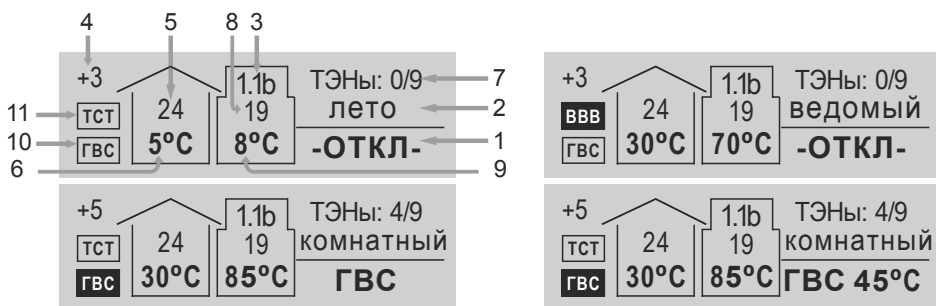 4 5 8 3
+3 1.1b ТЭНы: 0/9 7
11 ТСТ 24 19 лето 2
10 ГВС 5ºC 8ºC -ОТКЛ- 1
6 9
+3 1.1b ТЭНы: 0/9
ВВВ 24 19 ведомый
ГВС 30ºC 70ºC -ОТКЛ-
+5 1.1b ТЭНы: 4/9
ТСТ 24 19 комнатный
ГВС 30ºC 85ºC ГВС
+5 1.1b ТЭНы: 4/9
ТСТ 24 19 комнатный
ГВС 30ºC 85ºC ГВС 45ºC